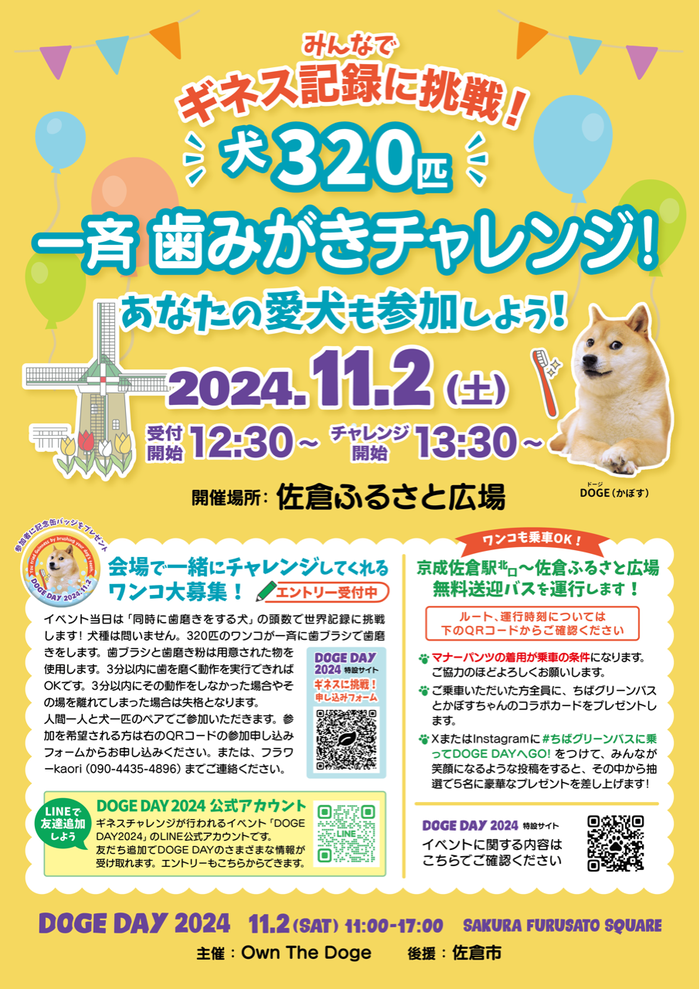 みんなで
ギネス記録に挑戦！
犬320匹
一斉 歯みがきチャレンジ！
あなたの愛犬も参加しよう！
2024.11.2（土）
受付開始 12:30～ チャレンジ開始 13:30～
開催場所：佐倉ふるさと広場
ドージ
DOGE（かぼす）
参加者に記念缶バッジをプレゼント
DOGE DAY 2024.11.2
会場で一緒にチャレンジしてくれる
ワンコ大募集！ エントリー受付中
イベント当日は「同時に歯磨きをする犬」の頭数で世界記録に挑戦
します！犬種は問いません。320匹のワンコが一斉に歯ブラシで歯磨
きをします。歯ブラシと歯磨き粉は用意された物を
使用します。3分以内に歯を磨く動作を実行できれば
OKです。3分以内にその動作をしなかった場合やそ
の場を離れてしまった場合は失格となります。
人間一人と犬一匹のペアでご参加いただきます。参
加を希望される方は右のQRコードの参加申し込み
フォームからお申し込みください。または、フラワ
ーkaori（090-4435-4896）までご連絡ください。
DOGE DAY
2024 特設サイト
ギネスに挑戦！
申し込みフォーム
LINEで
友達追加
しよう
DOGE DAY 2024 公式アカウント
ギネスチャレンジが行われるイベント「DOGE
DAY2024」のLINE公式アカウントです。
友だち追加でDOGE DAYのさまざまな情報が
受け取れます。エントリーもこちらからできます。
LINE
ワンコも乗車OK！
京成佐倉駅北口～佐倉ふるさと広場
無料送迎バスを運行します！
ルート、運行時刻については
下のQRコードからご確認ください
マナーパンツの着用が乗車の条件になります。
ご協力のほどよろしくお願いします。
ご乗車いただいた方全員に、ちばグリーンバス
とかぼすちゃんのコラボカードをプレゼントし
ます。
XまたはInstagramに #ちばグリーンバスに乗
ってDOGE DAYへGO! をつけて、みんなが
笑顔になるような投稿をすると、その中から抽
選で5名に豪華なプレゼントを差し上げます！
DOGE DAY 2024 特設サイト
イベントに関する内容は
こちらでご確認ください
DOGE DAY 2024 11.2(SAT) 11:00-17:00 SAKURA FURUSATO SQUARE
主催：Own The Doge 後援：佐倉市